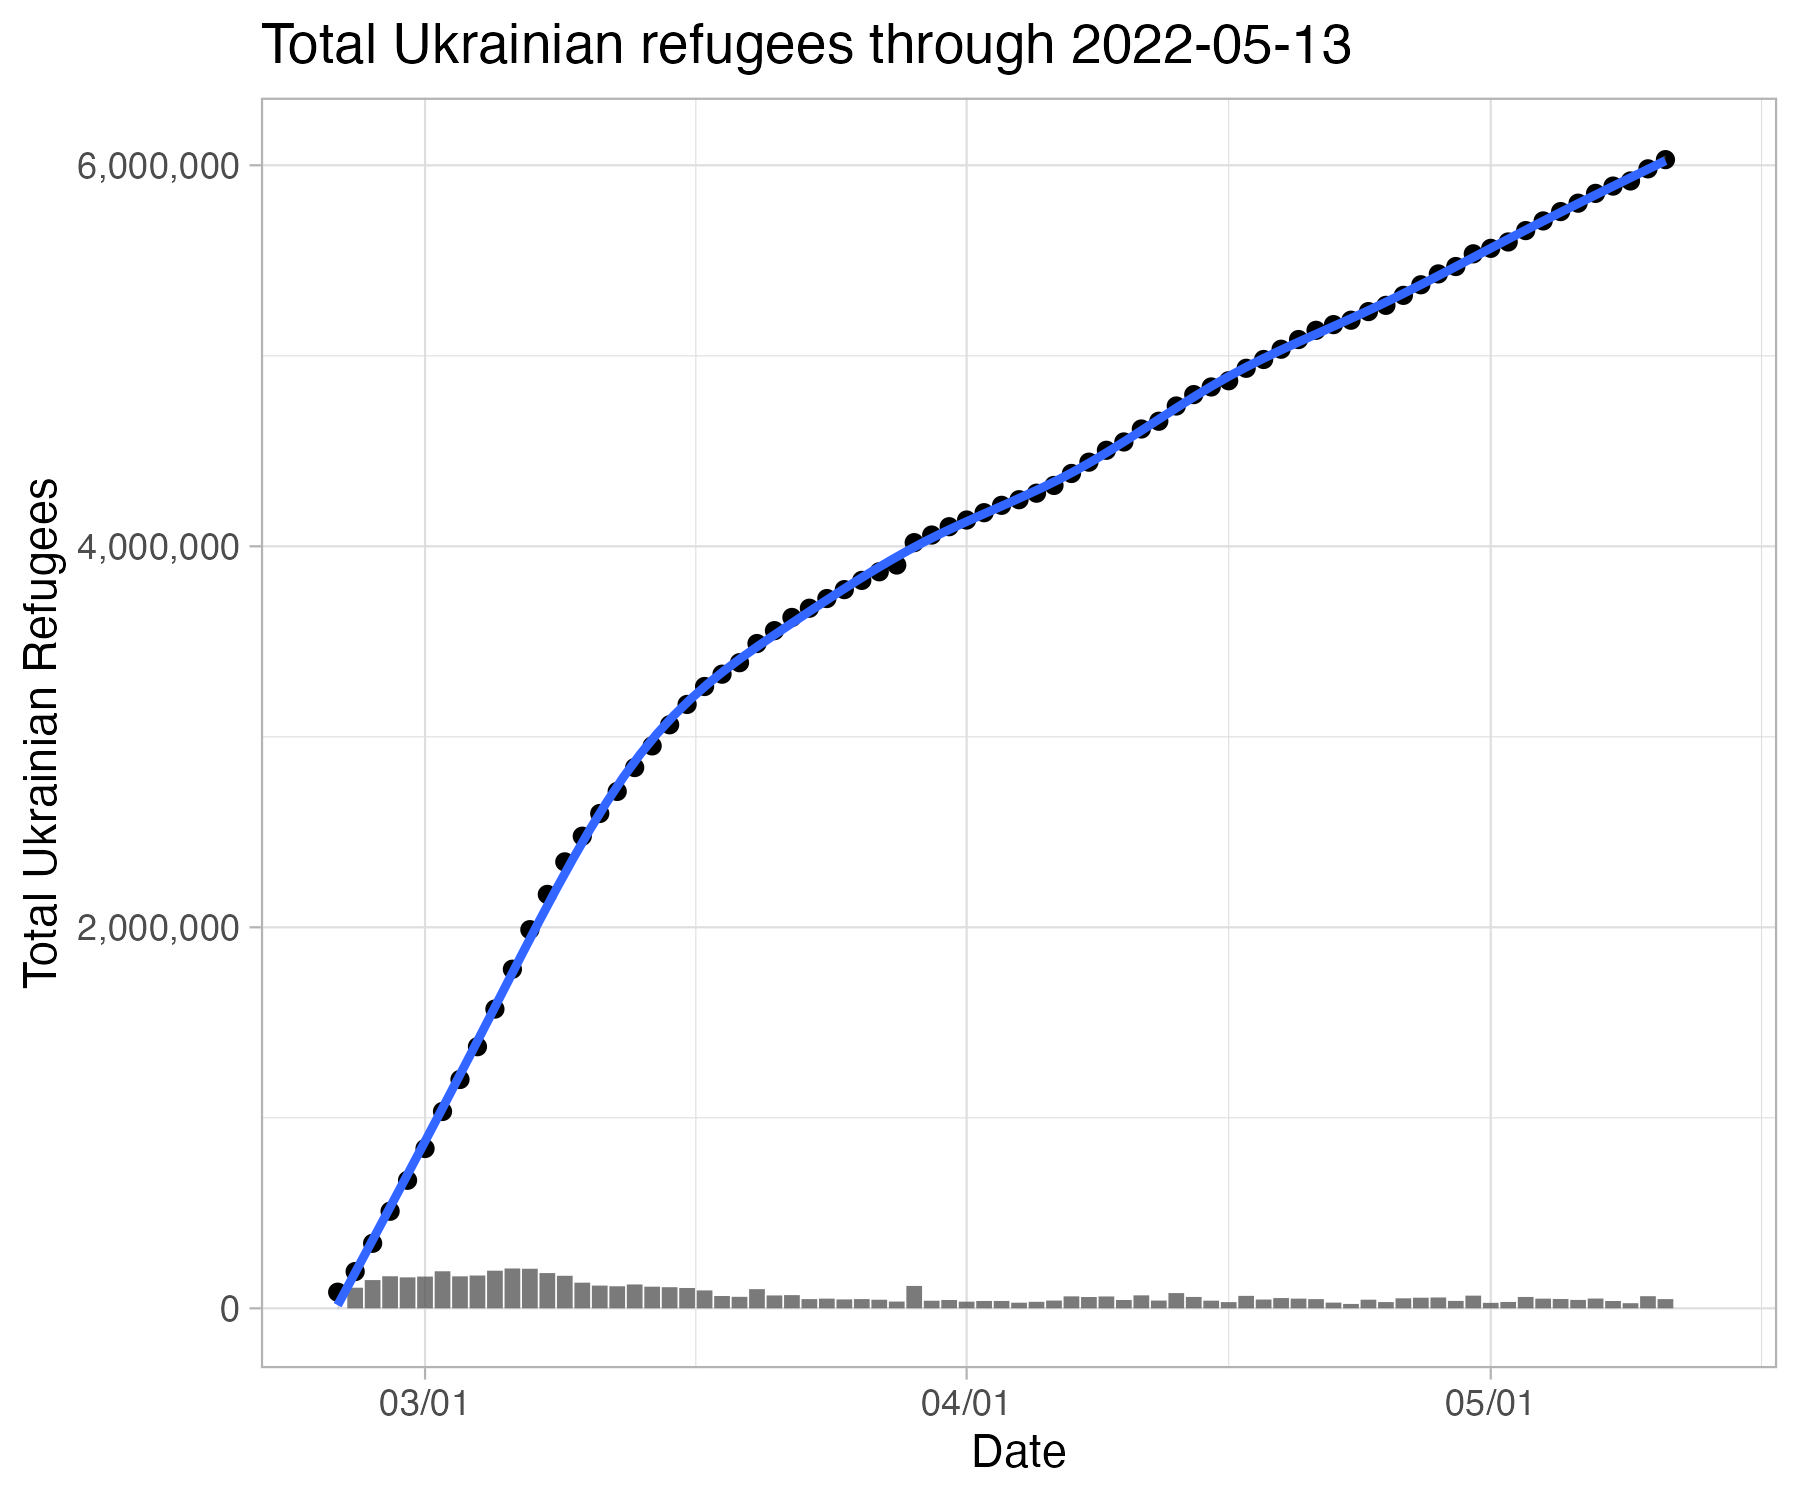 Total Ukrainian refugees through 2022-05-13
Total Ukrainian Refugees
6,000,000
4,000,000
2,000,000
0
03/01
04/01
05/01
Date